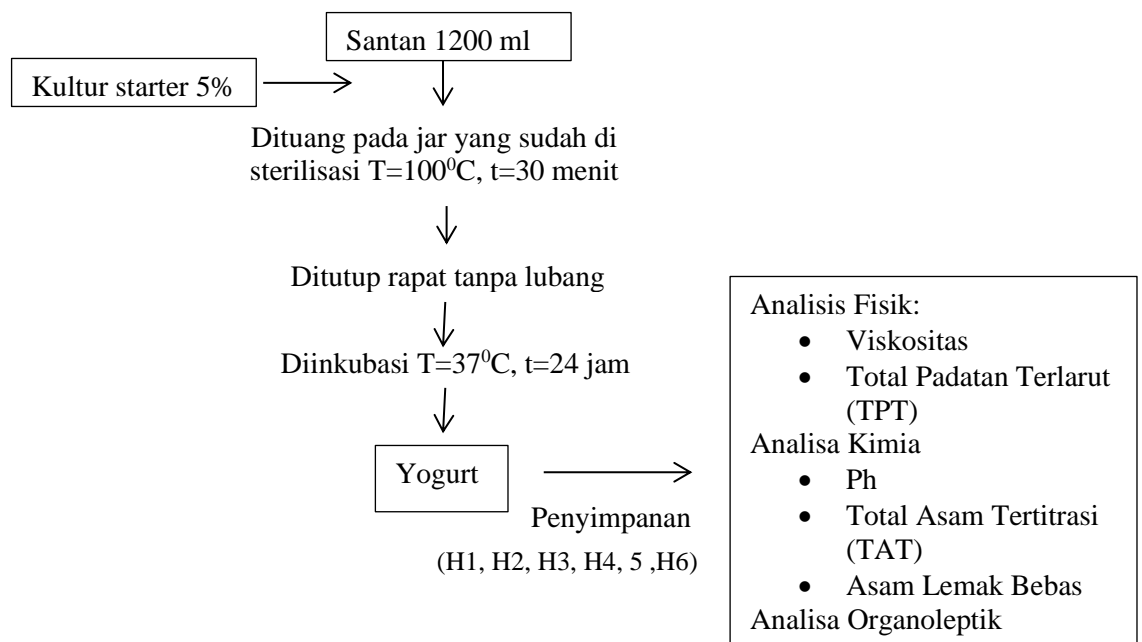 Santan 1200 ml
Kultur starter 5%
Dituang pada jar yang sudah di
sterilisasi T=100⁰C, t=30 menit
Ditutup rapat tanpa lubang
Diinkubasi T=37⁰C, t=24 jam
Yogurt
Penyimpanan
(H1, H2, H3, H4, 5 ,H6)
Analisis Fisik:
• Viskositas
• Total Padatan Terlarut
(TPT)
Analisa Kimia
• Ph
• Total Asam Tertitrasi
(TAT)
• Asam Lemak Bebas
Analisa Organoleptik